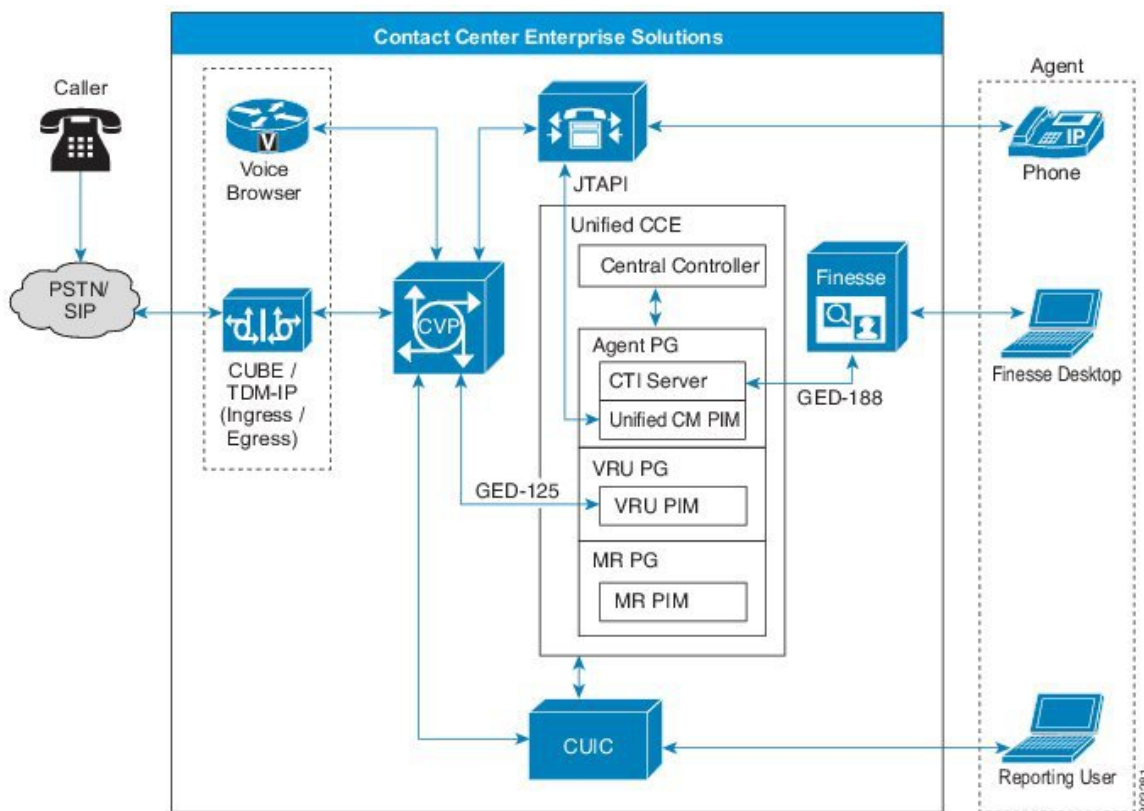 Contact Center Enterprise Solutions
Caller
Agent
V
Voice
Browser
IP
Phone
JTAPI
Unified CCE
Central Controller
Finesse
PSTN/
SIP
CVP
Agent PG
CTI Server
Unified CM PIM
GED-188
Finesse Desktop
CUBE /
TDM-IP
(Ingress /
Egress)
VRU PG
GED-125
VRU PIM
MR PG
MR PIM
CUIC
Reporting User